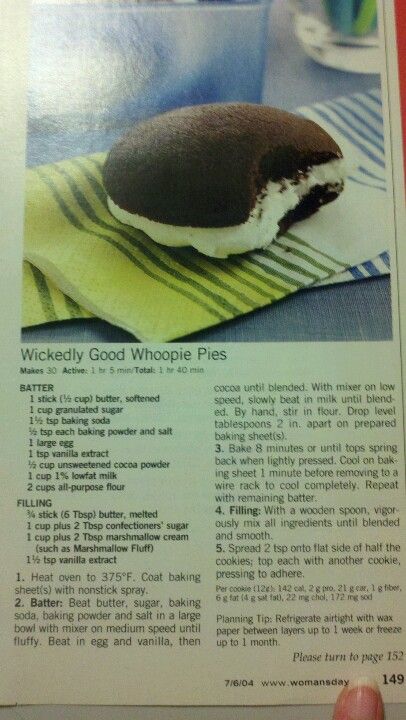 Wickedly Good Whoopie Pies
Makes 30 Active: 1 hr 5 min/Total: 1 hr 40 min
BATTER
1 stick (½ cup) butter, softened
1 cup granulated sugar
1½ tsp baking soda
½ tsp each baking powder and salt
1 large egg
1 tsp vanilla extract
½ cup unsweetened cocoa powder
1 cup 1% lowfat milk
2 cups all-purpose flour
FILLING
¾ stick (6 Tbsp) butter, melted
1 cup plus 2 Tbsp confectioners' sugar
1 cup plus 2 Tbsp marshmallow cream
(such as Marshmallow Fluff)
1½ tsp vanilla extract
1. Heat oven to 375°F. Coat baking
sheet(s) with nonstick spray.
2. Batter: Beat butter, sugar, baking
soda, baking powder and salt in a large
bowl with mixer on medium speed until
fluffy. Beat in egg and vanilla, then
cocoa until blended. With mixer on low
speed, slowly beat in milk until blend-
ed. By hand, stir in flour. Drop level
tablespoons 2 in. apart on prepared
baking sheet(s).
3. Bake 8 minutes or until tops spring
back when lightly pressed. Cool on bak-
ing sheet 1 minute before removing to a
wire rack to cool completely. Repeat
with remaining batter.
4. Filling: With a wooden spoon, vigor-
ously mix all ingredients until blended
and smooth.
5. Spread 2 tsp onto flat side of half the
cookies; top each with another cookie,
pressing to adhere.
Per cookie (12g): 142 cal, 2 g pro, 21 g car, 1 g fiber,
6 g fat (4 g sat fat), 22 mg chol, 172 mg sod
Planning Tip: Refrigerate airtight with wax
paper between layers up to 1 week or freeze
up to 1 month.
Please turn to page 152
7/6/04 www.womansday 149